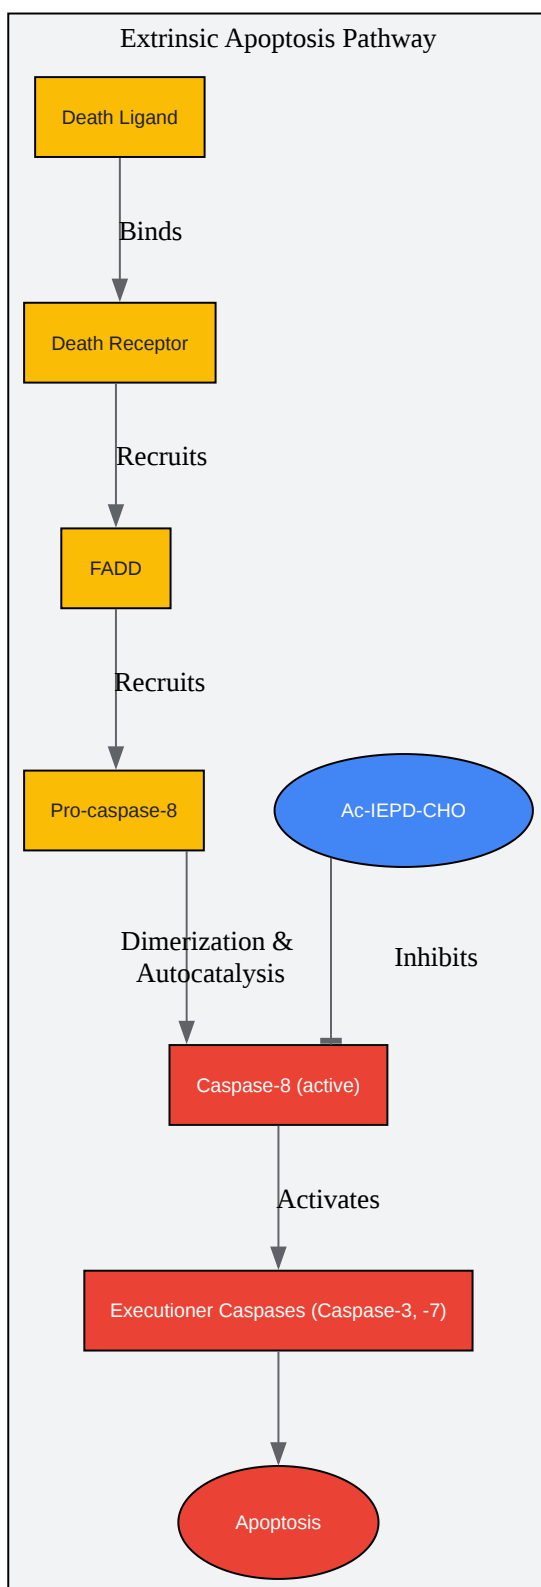 Extrinsic Apoptosis Pathway
Death Ligand
Binds
Death Receptor
Recruits
FADD
Recruits
Pro-caspase-8
Ac-IEPD-CHO
Dimerization &
Autocatalysis
Inhibits
Caspase-8 (active)
Activates
Executioner Caspases (Caspase-3, -7)
Apoptosis